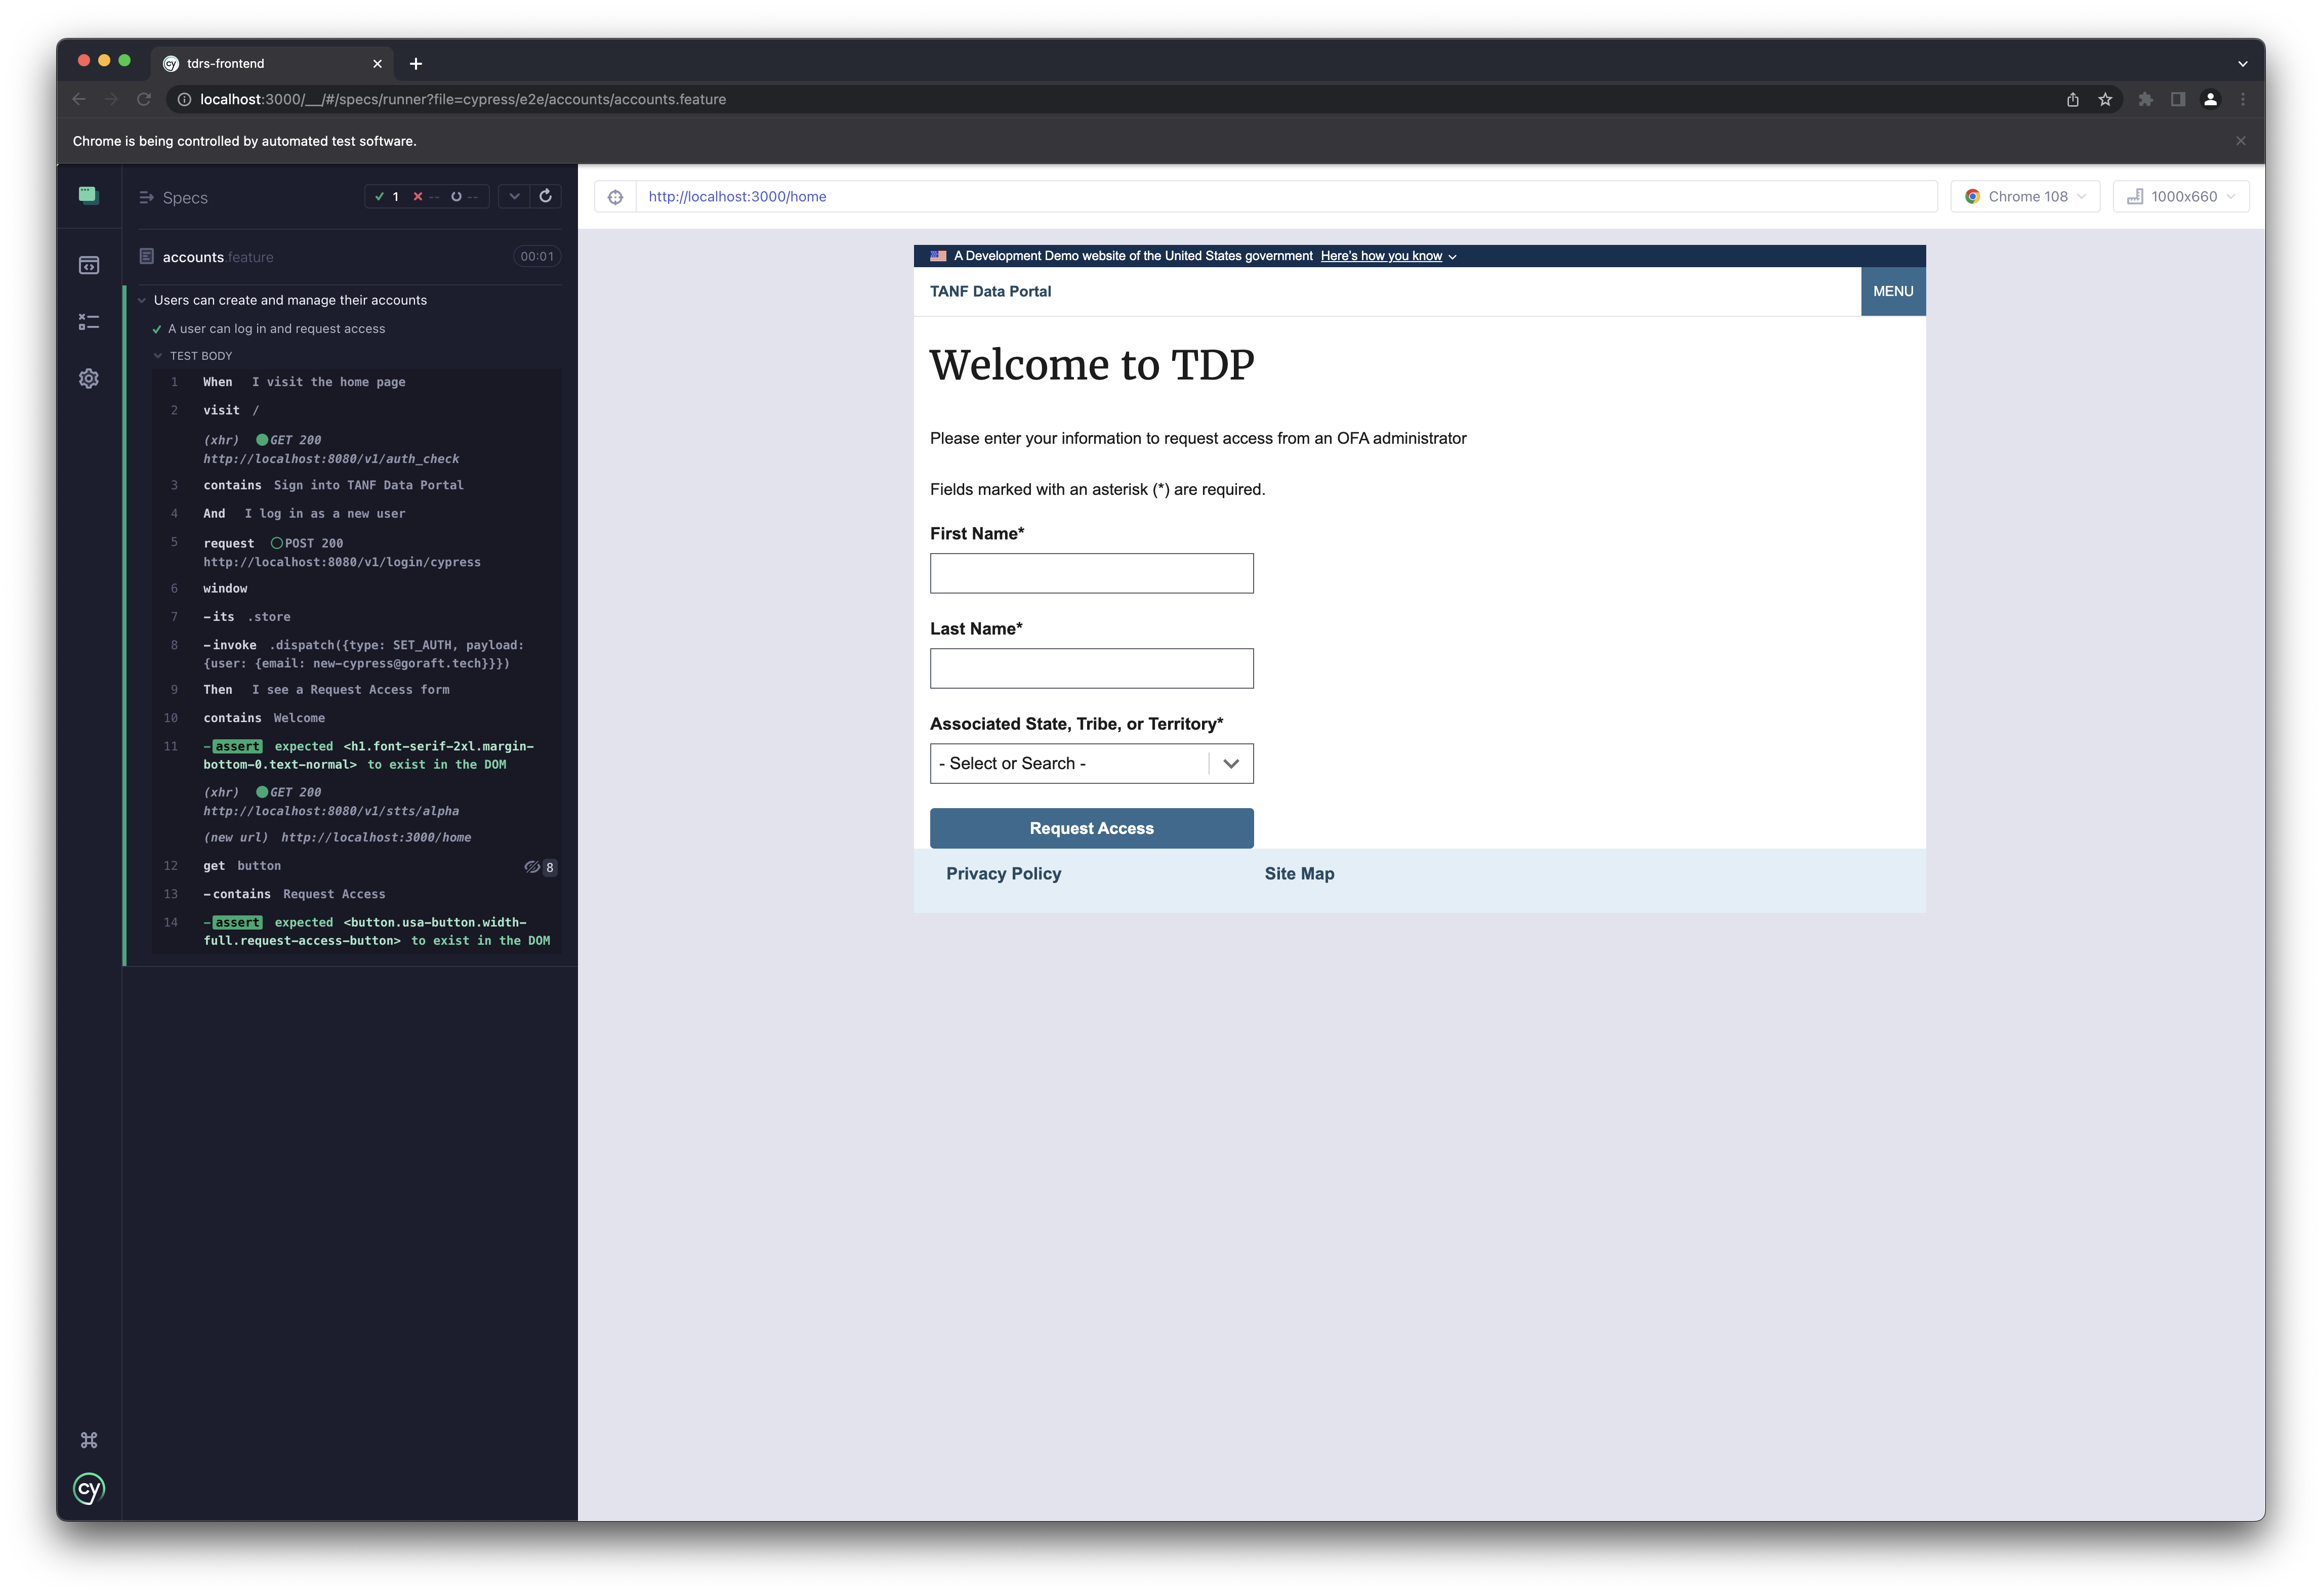 tdrs-frontend
localhost:3000/__/#/specs/runner?file=cypress/e2e/accounts/accounts.feature
Chrome is being controlled by automated test software.
Specs
1 -- --
accounts.feature 00:01
Users can create and manage their accounts
A user can log in and request access
TEST BODY
1 When I visit the home page
2 visit /
(xhr) GET 200
http://localhost:8080/v1/auth_check
3 contains Sign into TANF Data Portal
4 And I log in as a new user
5 request POST 200
http://localhost:8080/v1/login/cypress
6 window
7 -its .store
8 -invoke .dispatch({type: SET_AUTH, payload:
{user: {email: new-cypress@goraft.tech}}})
9 Then I see a Request Access form
10 contains Welcome
11 -assert expected <h1.font-serif-2xl.margin-
bottom-0.text-normal> to exist in the DOM
(xhr) GET 200
http://localhost:8080/v1/stts/alpha
(new url) http://localhost:3000/home
12 get button 8
13 -contains Request Access
14 -assert expected <button.usa-button.width-
full.request-access-button> to exist in the DOM
cy
http://localhost:3000/home
Chrome 108
1000x660
A Development Demo website of the United States government Here's how you know
TANF Data Portal
MENU
Welcome to TDP
Please enter your information to request access from an OFA administrator
Fields marked with an asterisk (*) are required.
First Name*
Last Name*
Associated State, Tribe, or Territory*
- Select or Search -
Request Access
Privacy Policy
Site Map